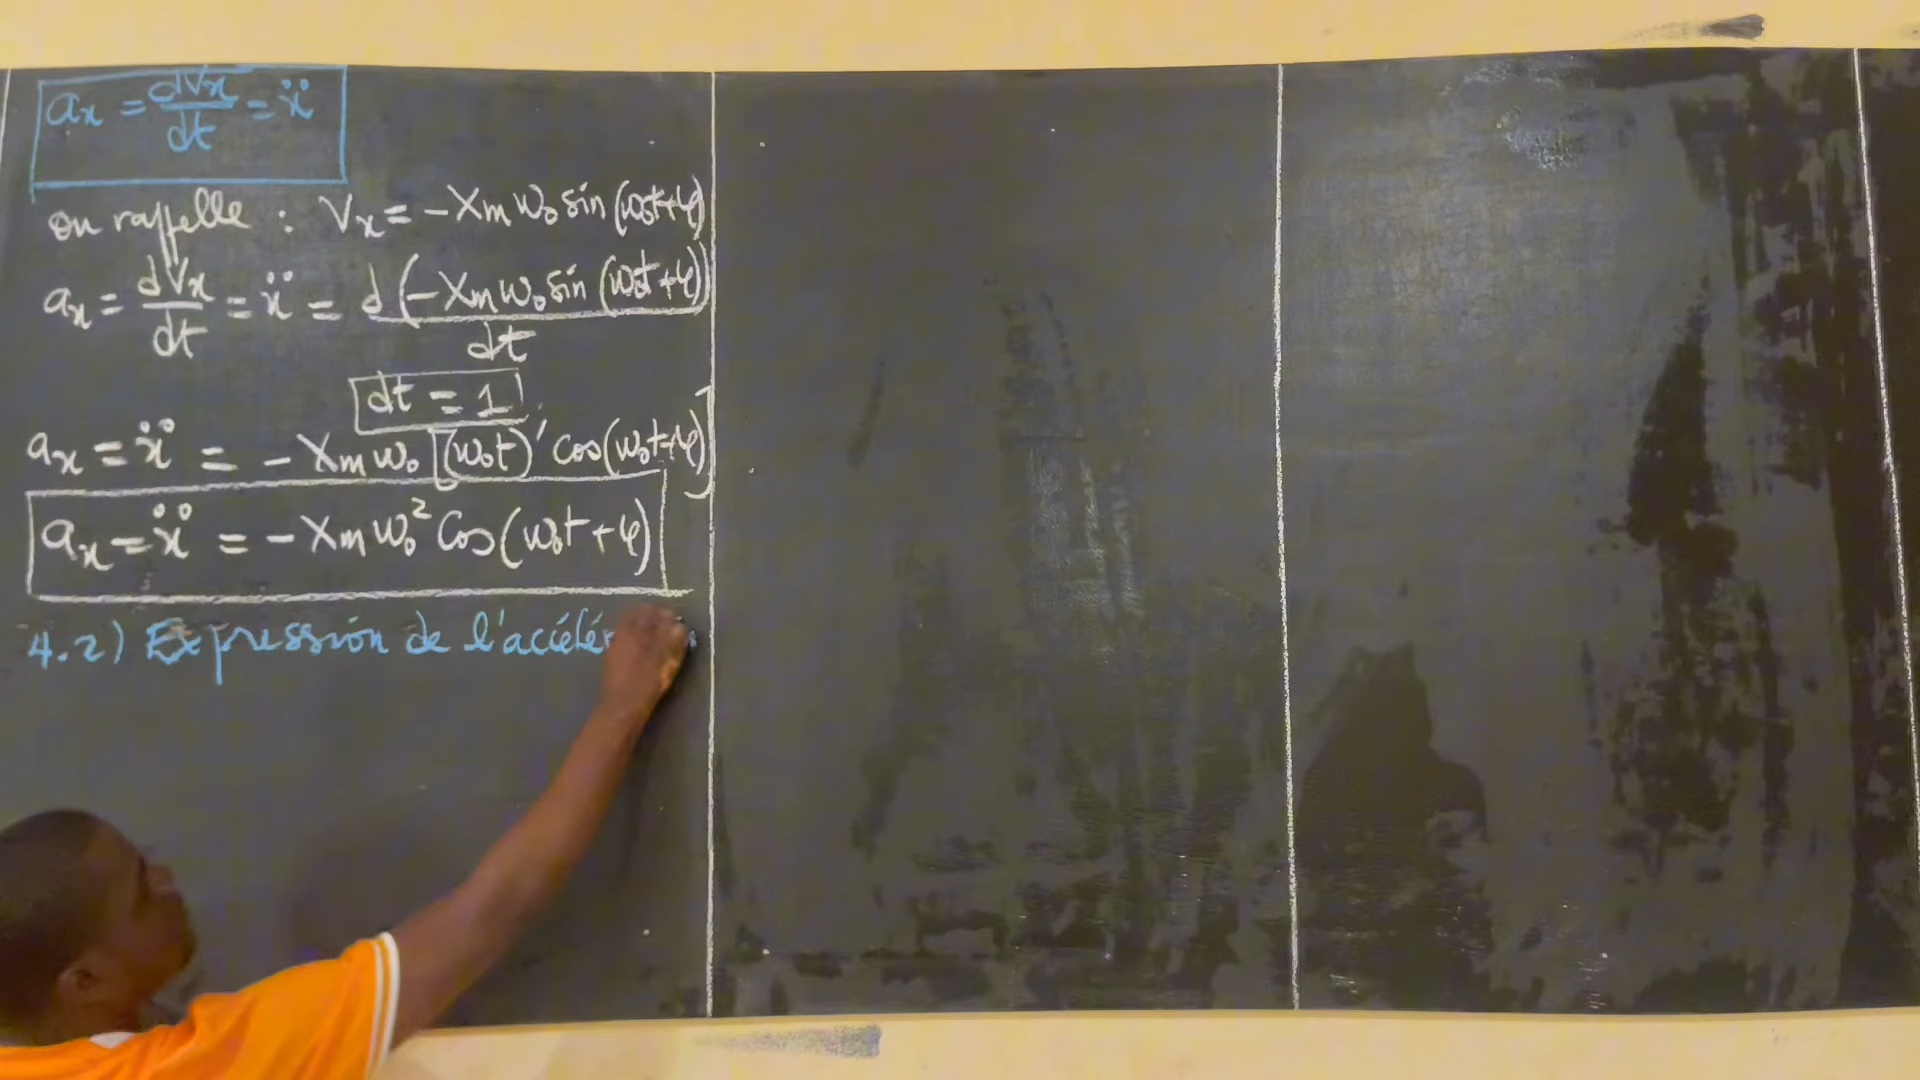 ax = dVx/dt = ẍ
on rappelle : Vx = -Xm ω₀ sin (ω₀t+φ)
ax = dVx/dt = ẍ = d(-Xm ω₀ sin (ω₀t+φ))/dt
dt = 1
ax = ẍ = -Xm ω₀ [(ω₀t)' cos(ω₀t+φ)]
ax = ẍ = -Xm ω₀² Cos(ω₀t+φ)
4.2) Expression de